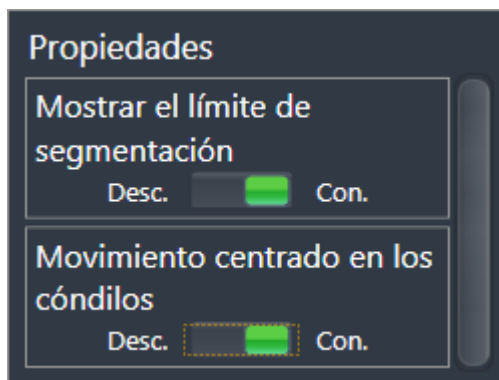 Propiedades
Mostrar el límite de
segmentación
Desc. Con.
Movimiento centrado en los
cóndilos
Desc. Con.